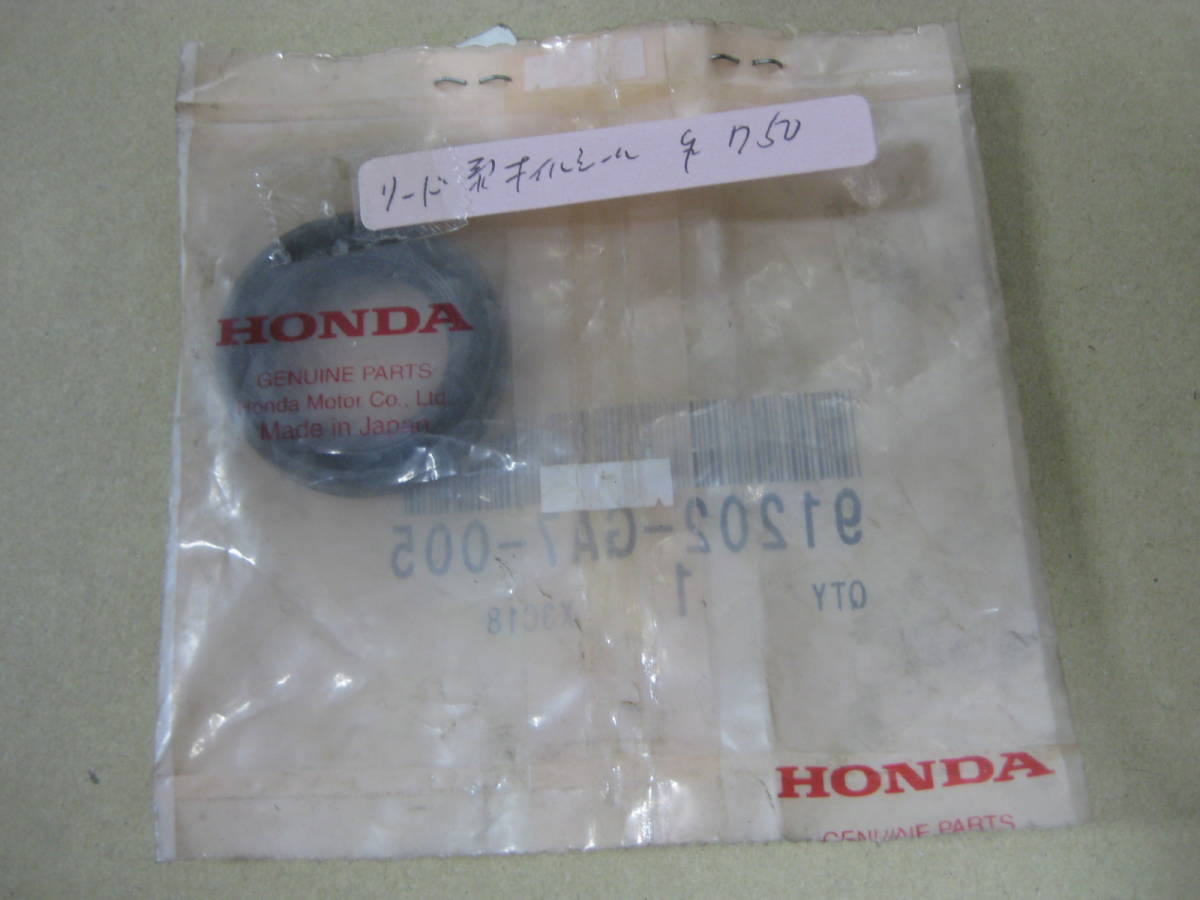 リード オイルシール 750
HONDA
GENUINE PARTS
Honda Motor Co., Ltd.
Made in Japan
91202-GA7-005
QTY 1
X3C18
HONDA
GENUINE PARTS